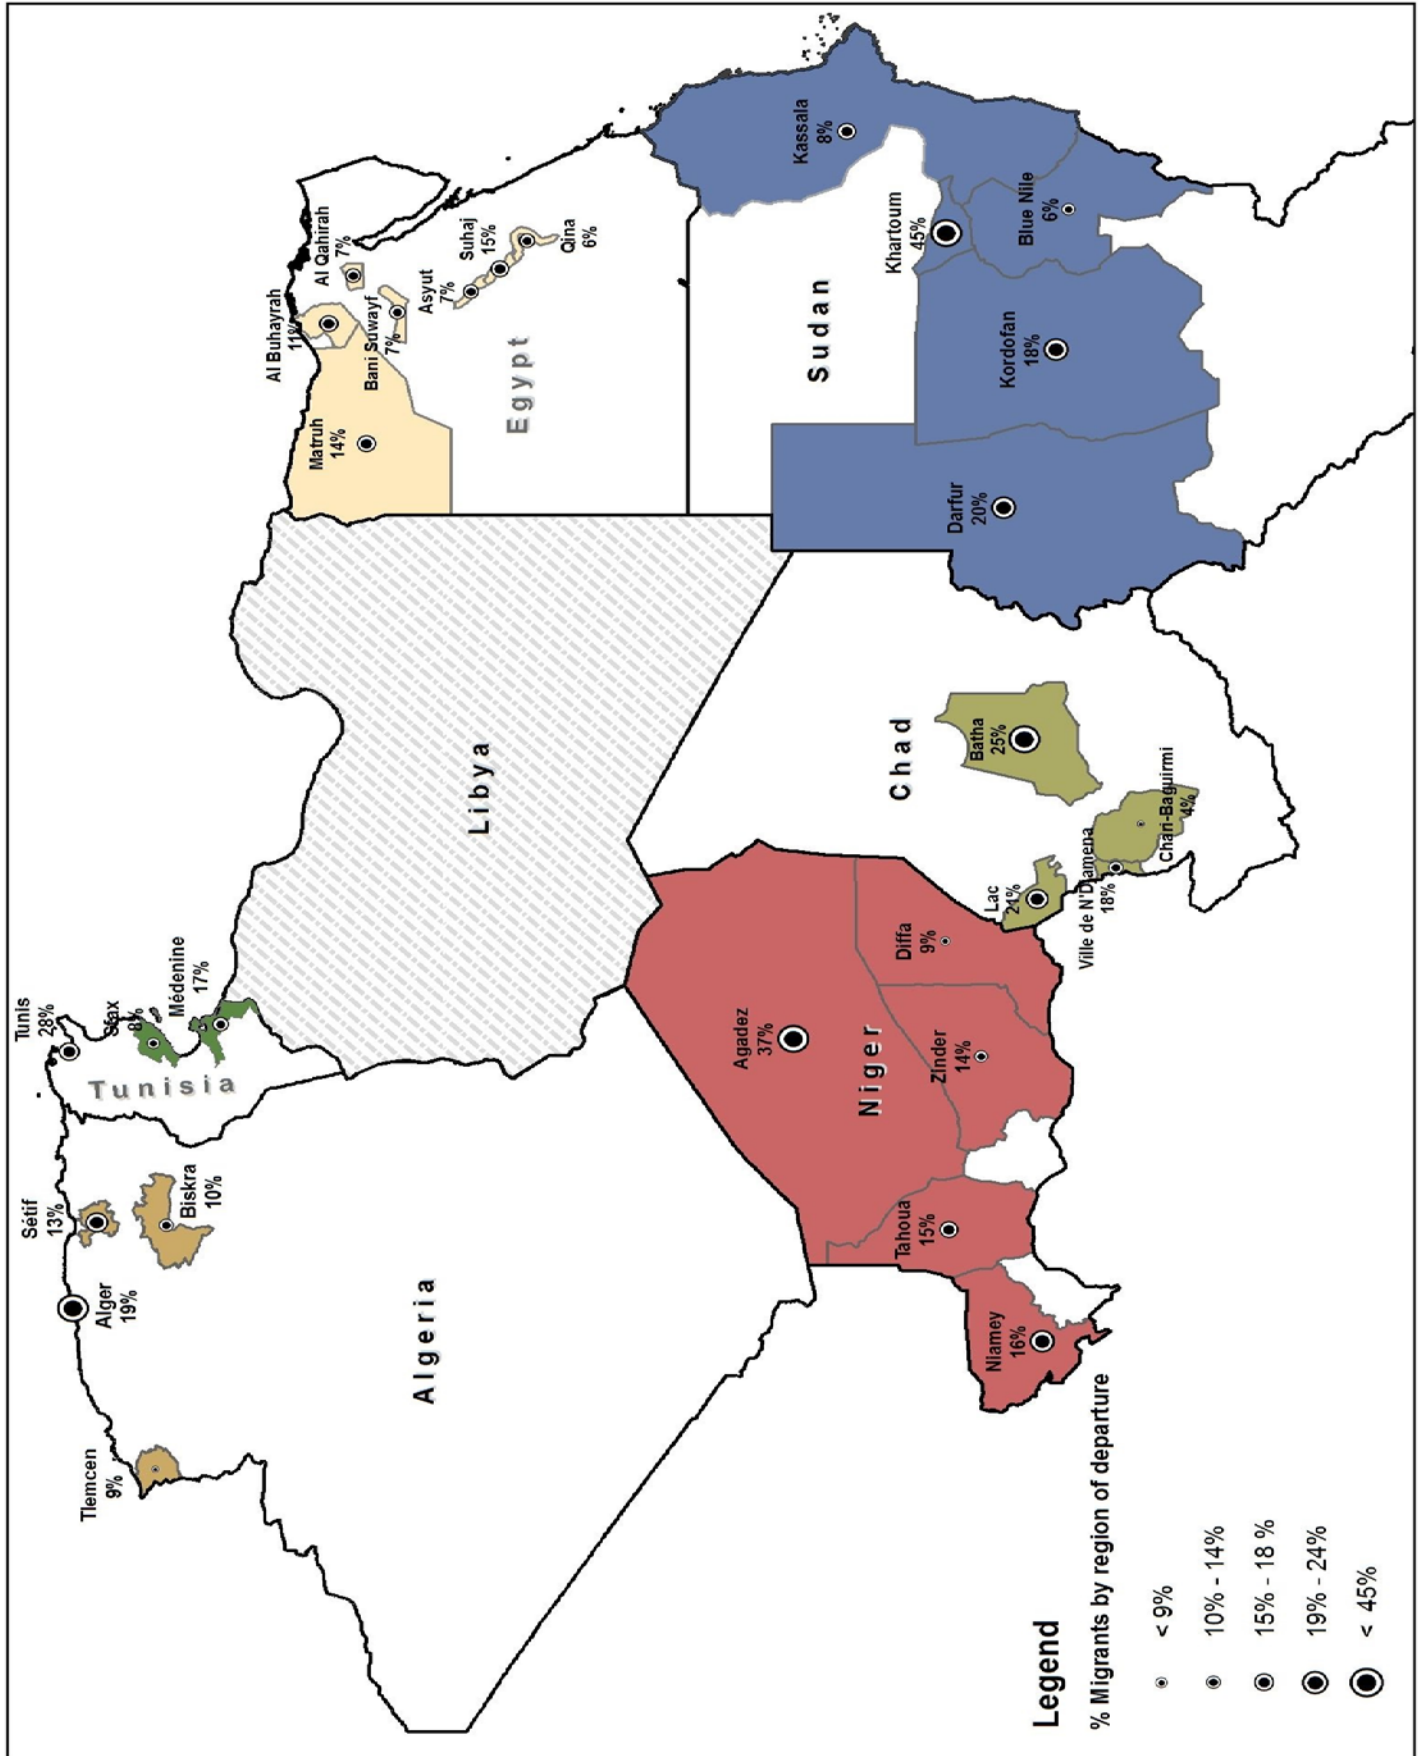 Tunis
28%
Sfax
8%
Médenine
17%
Tunisia
Sétif
13%
Biskra
10%
Alger
19%
Tlemcen
9%
Algeria
Libya
Al Buhayrah
11%
Al Qahirah
7%
Matruh
14%
Bani Suwayf
7%
Asyut
7%
Suhaj
15%
Qina
6%
Egypt
Agadez
37%
Niger
Diffa
9%
Zinder
14%
Tahoua
15%
Niamey
16%
Chad
Batha
25%
Lac
21%
Ville de N'Djamena
18%
Chari-Baguirmi
4%
Sudan
Kassala
8%
Khartoum
45%
Blue Nile
6%
Kordofan
18%
Darfur
20%
Legend
% Migrants by region of departure
< 9%
10% - 14%
15% - 18 %
19% - 24%
< 45%